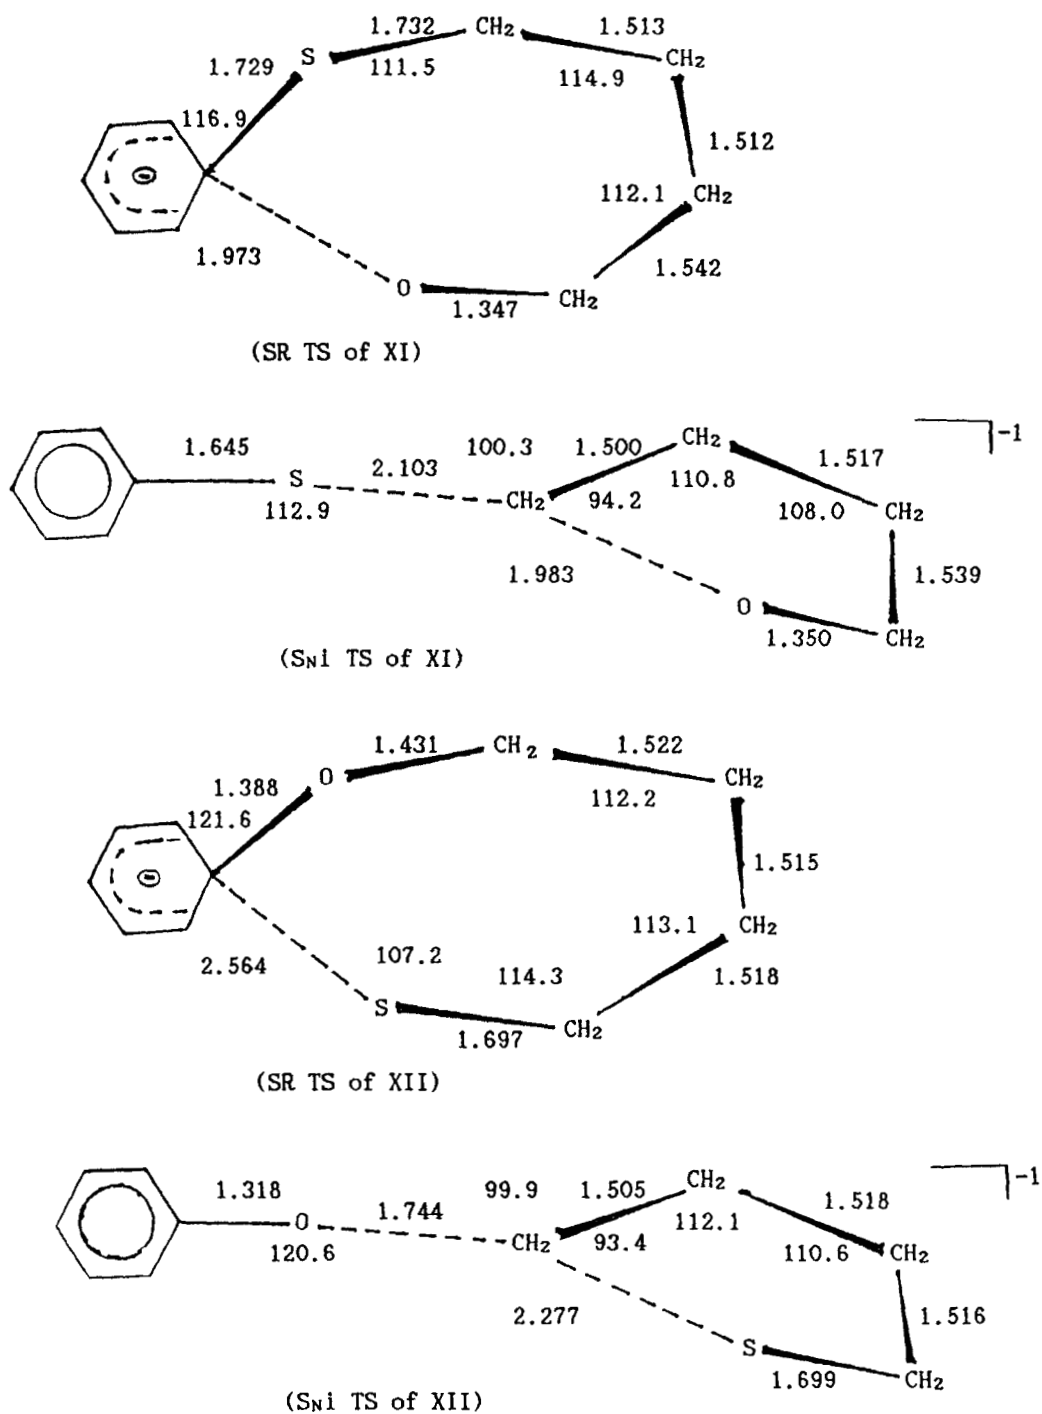 1.732 CH₂ 1.513
S CH₂
1.729 111.5 114.9
116.9
1.512
⊖
112.1 CH₂
1.973 1.542
O CH₂
1.347
(SR TS of XI)
-1
1.645 100.3 1.500 CH₂
2.103 1.517
S 110.8
112.9 CH₂ 94.2 108.0 CH₂
1.983 1.539
O
1.350 CH₂
(SNi TS of XI)
1.431 CH₂ 1.522
O CH₂
1.388 112.2
121.6
1.515
⊖
113.1 CH₂
2.564 107.2 114.3 1.518
S CH₂
1.697
(SR TS of XII)
-1
1.318 99.9 1.505 CH₂
1.744 1.518
O 112.1
120.6 CH₂ 93.4 110.6 CH₂
2.277 1.516
S
1.699 CH₂
(SNi TS of XII)